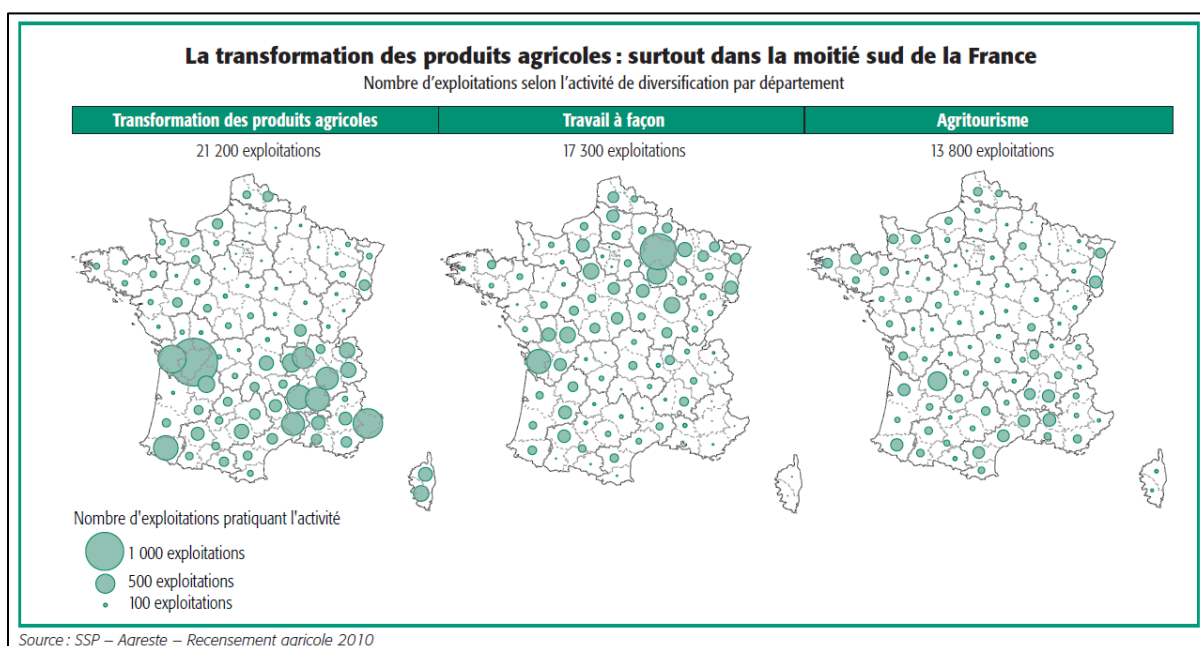 La transformation des produits agricoles : surtout dans la moitié sud de la France
Nombre d'exploitations selon l'activité de diversification par département
Transformation des produits agricoles
Travail à façon
Agritourisme
21 200 exploitations
17 300 exploitations
13 800 exploitations
Nombre d'exploitations pratiquant l'activité
1 000 exploitations
500 exploitations
100 exploitations
Source : SSP – Agreste – Recensement agricole 2010